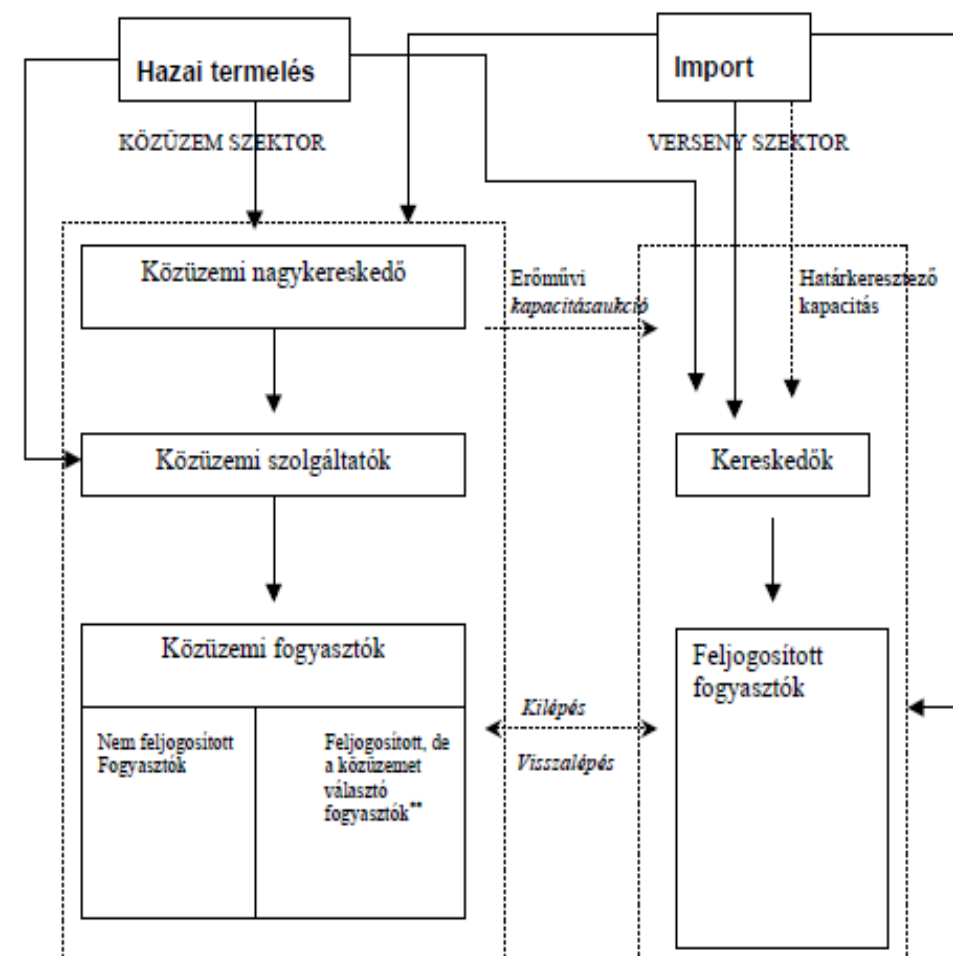 Hazai termelés
Import
KÖZÜZEM SZEKTOR
VERSENY SZEKTOR
Közüzemi nagykereskedő
Erőművi
kapacitásaukció
Határkeresztező
kapacitás
Közüzemi szolgáltatók
Kereskedők
Közüzemi fogyasztók
Feljogosított
fogyasztók
Nem feljogosított
Fogyasztók
Feljogosított, de
a közüzemet
választó
fogyasztók**
Kilépés
Visszalépés